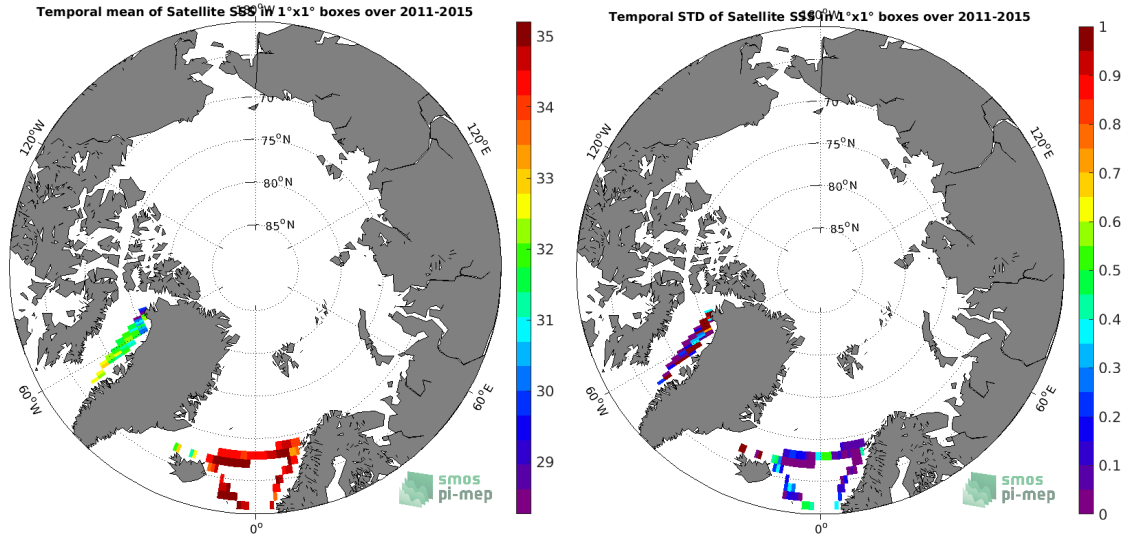 Temporal mean of Satellite SSS in 1°x1° boxes over 2011-2015
180°W
120°W
120°E
70
75°N
80°N
85°N
60°W
60°E
0°
35
34
33
32
31
30
29
smos
pi-mep
Temporal STD of Satellite SSS in 1°x1° boxes over 2011-2015
180°W
120°W
120°E
70
75°N
80°N
85°N
60°W
60°E
0°
1
0.9
0.8
0.7
0.6
0.5
0.4
0.3
0.2
0.1
0
smos
pi-mep